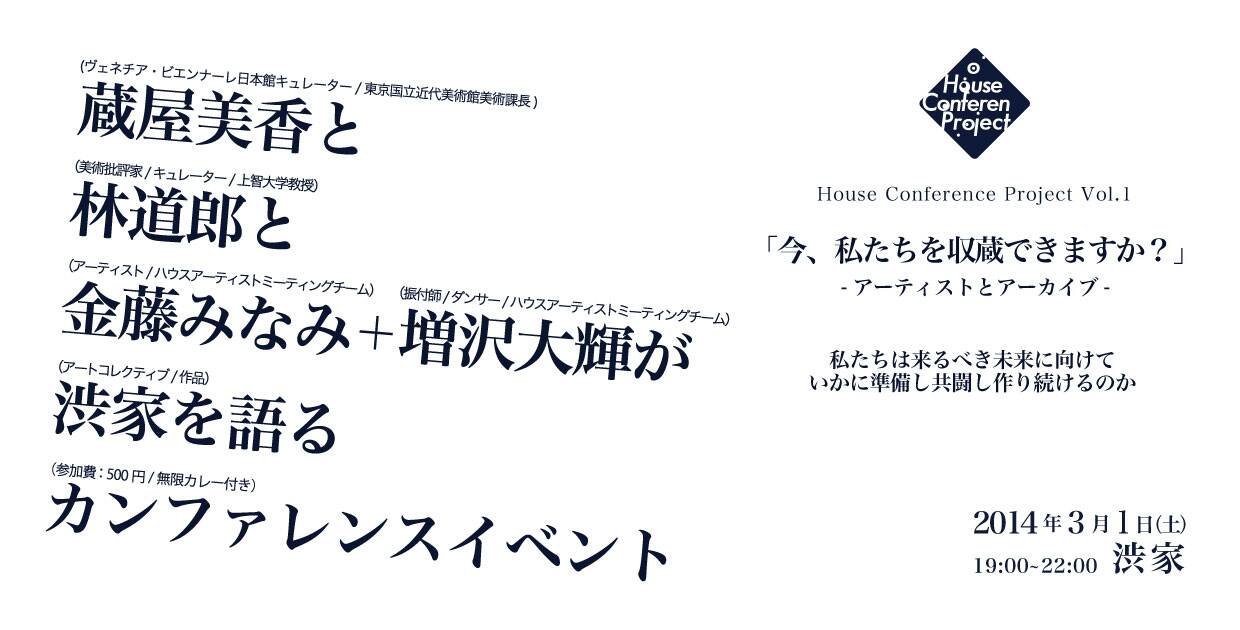 (ヴェネチア・ビエンナーレ日本館キュレーター / 東京国立近代美術館美術課長)
蔵屋美香と
(美術批評家 / キュレーター / 上智大学教授)
林道郎と
(アーティスト / ハウスアーティストミーティングチーム) (振付師 / ダンサー / ハウスアーティストミーティングチーム)
金藤みなみ+増沢大輝が
(アートコレクティブ / 作品)
渋家を語る
(参加費：500 円 / 無限カレー付き)
カンファレンスイベント
House
Conferen
Project
House Conference Project Vol.1
「今、私たちを収蔵できますか？」
- アーティストとアーカイブ -
私たちは来るべき未来に向けて
いかに準備し共闘し作り続けるのか
2014 年 3 月 1 日(土)
19:00~22:00 渋家